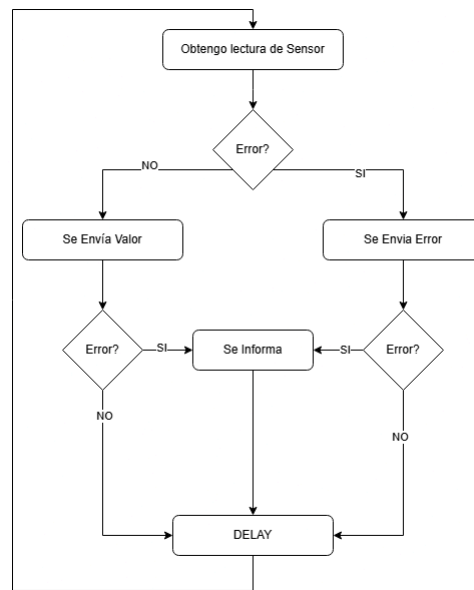 Obtengo lectura de Sensor
Error?
NO
SI
Se Envía Valor
Se Envia Error
Error?
SI
Se Informa
SI
Error?
NO
NO
DELAY